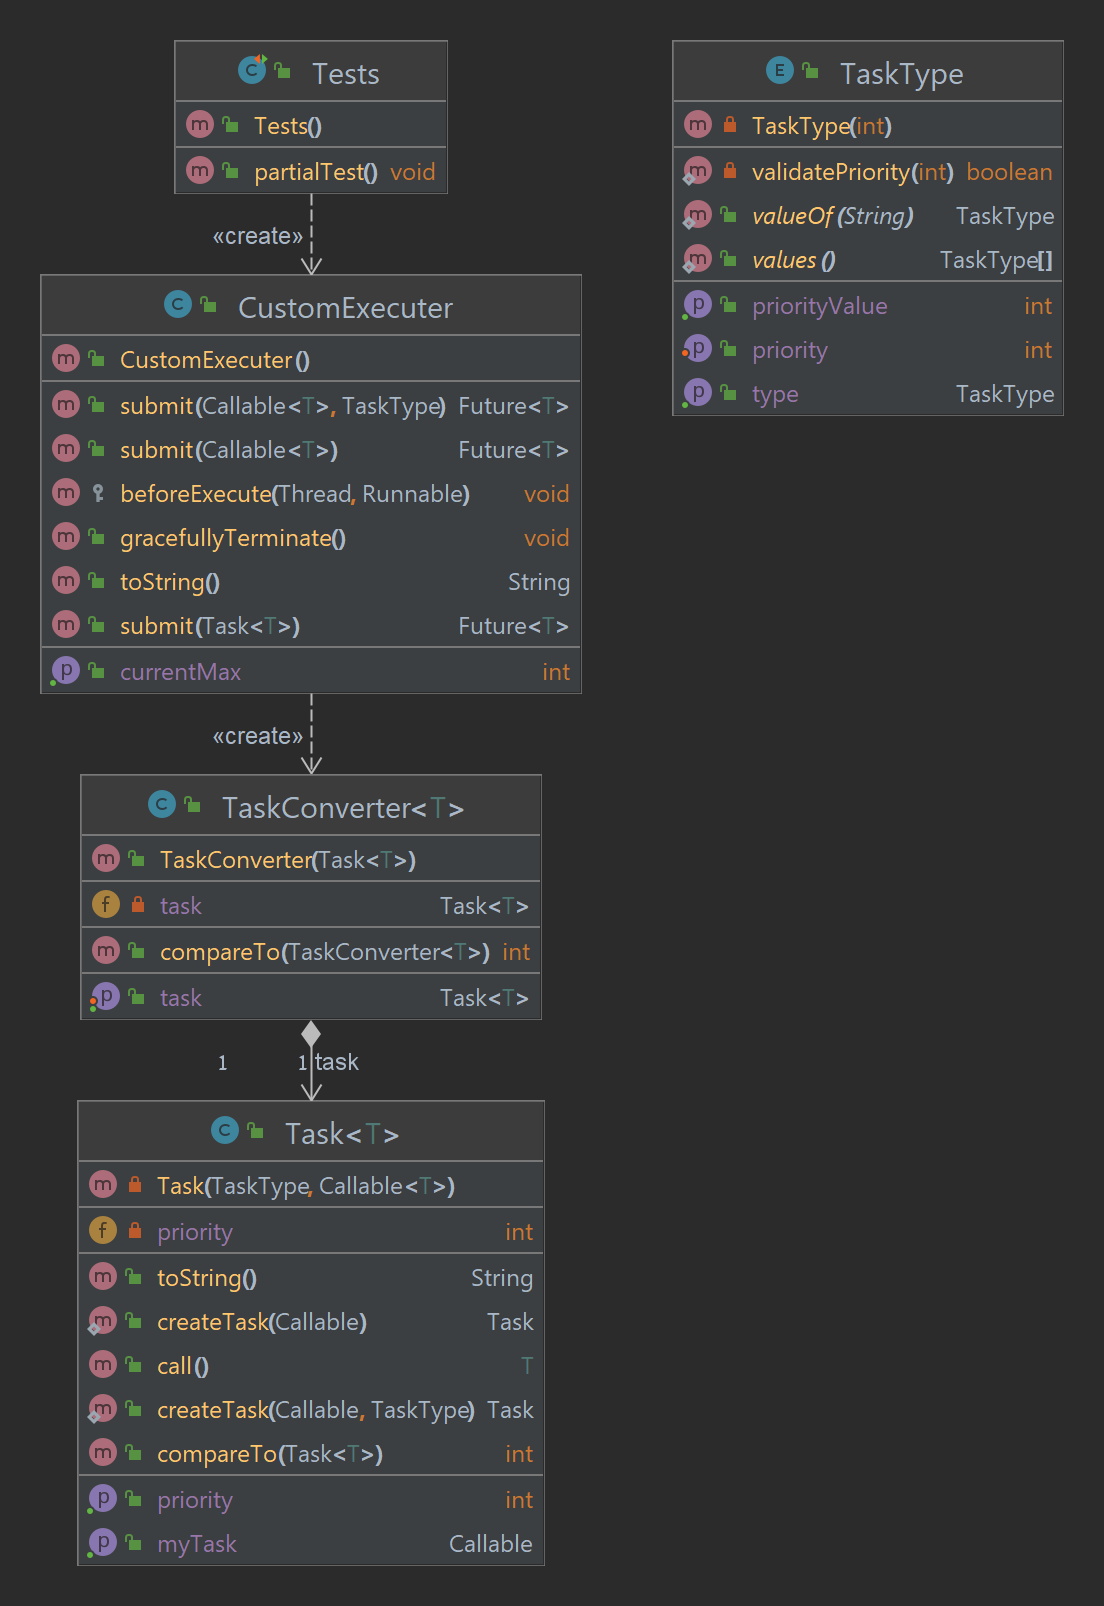 Tests
Tests()
partialTest() void
«create»
CustomExecuter
CustomExecuter()
submit(Callable<T>, TaskType) Future<T>
submit(Callable<T>) Future<T>
beforeExecute(Thread, Runnable) void
gracefullyTerminate() void
toString() String
submit(Task<T>) Future<T>
currentMax int
«create»
TaskConverter<T>
TaskConverter(Task<T>)
task Task<T>
compareTo(TaskConverter<T>) int
task Task<T>
1 1 task
Task<T>
Task(TaskType, Callable<T>)
priority int
toString() String
createTask(Callable) Task
call() T
createTask(Callable, TaskType) Task
compareTo(Task<T>) int
priority int
myTask Callable
TaskType
TaskType(int)
validatePriority(int) boolean
valueOf(String) TaskType
values() TaskType[]
priorityValue int
priority int
type TaskType